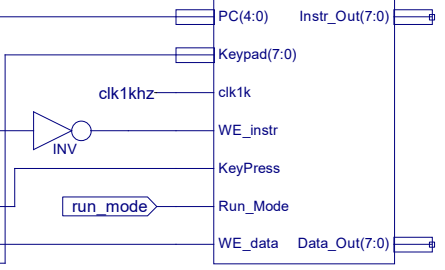 PC(4:0) Instr_Out(7:0)
Keypad(7:0)
clk1khz clk1k
WE_instr
INV
KeyPress
run_mode Run_Mode
WE_data Data_Out(7:0)